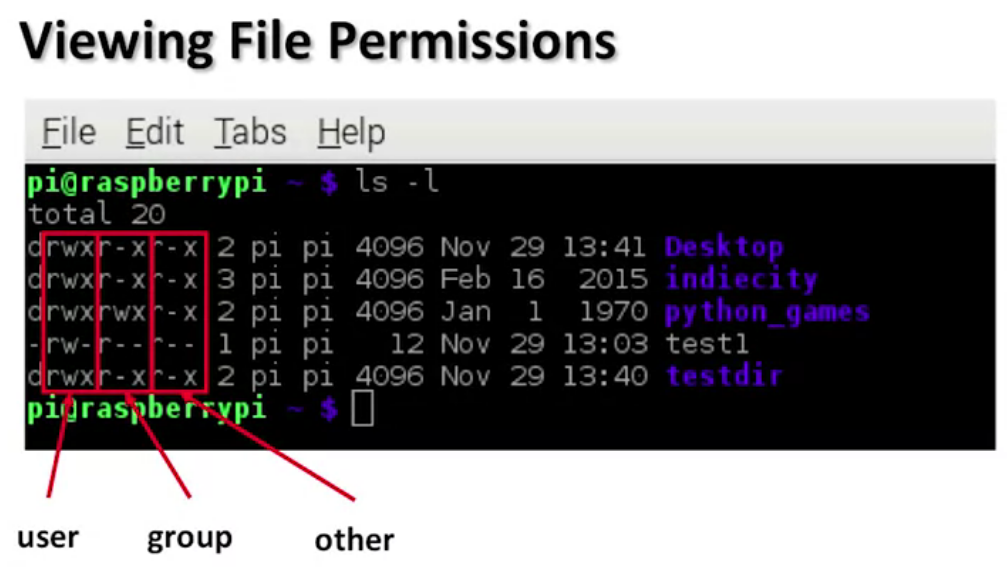 Viewing File Permissions
File Edit Tabs Help
pi@raspberrypi ~ $ ls -l
total 20
drwxr-xr-x 2 pi pi 4096 Nov 29 13:41 Desktop
drwxr-xr-x 3 pi pi 4096 Feb 16  2015 indiecity
drwxrwxr-x 2 pi pi 4096 Jan  1  1970 python_games
-rw-r--r-- 1 pi pi   12 Nov 29 13:03 test1
drwxr-xr-x 2 pi pi 4096 Nov 29 13:40 testdir
pi@raspberrypi ~ $
user group other